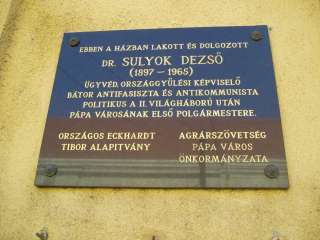 EBBEN A HÁZBAN LAKOTT ÉS DOLGOZOTT
DR. SULYOK DEZSŐ
(1897 – 1965)
ÜGYVÉD, ORSZÁGGYŰLÉSI KÉPVISELŐ
BÁTOR ANTIFASISZTA ÉS ANTIKOMMUNISTA
POLITIKUS A II. VILÁGHÁBORÚ UTÁN
PÁPA VÁROSÁNAK ELSŐ POLGÁRMESTERE.
ORSZÁGOS ECKHARDT
TIBOR ALAPITVÁNY
AGRÁRSZÖVETSÉG
PÁPA VÁROS
ÖNKORMÁNYZATA